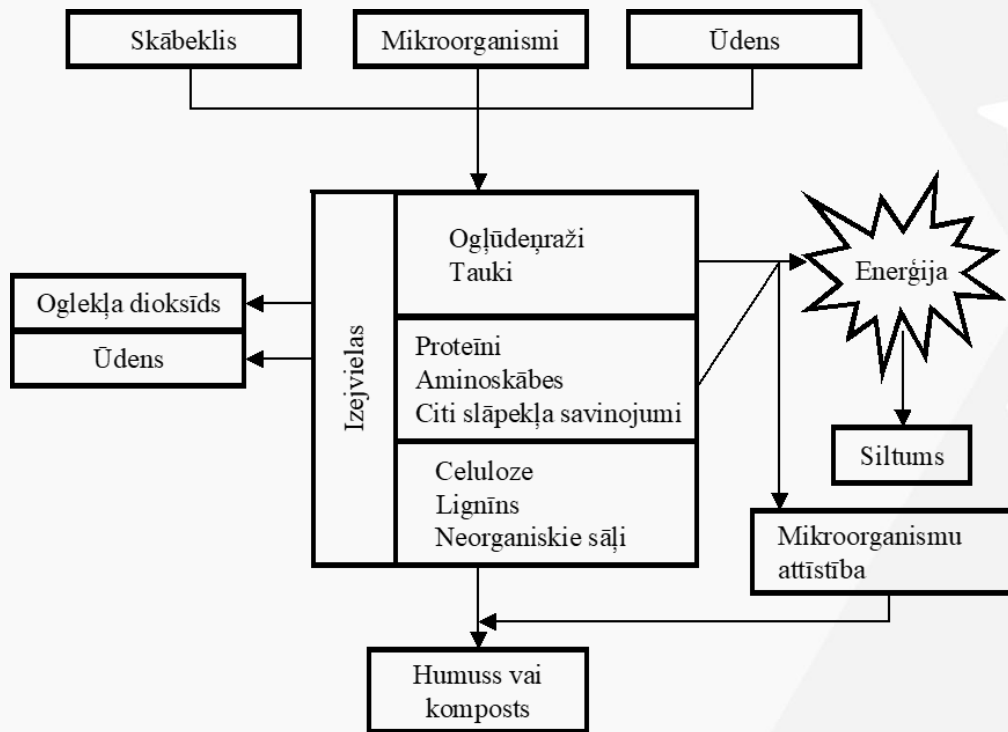 Skābeklis
Mikroorganismi
Ūdens
Izejvielas
Ogļūdeņraži
Tauki
Proteīni
Aminoskābes
Citi slāpekļa savinojumi
Celuloze
Lignīns
Neorganiskie sāļi
Oglekļa dioksīds
Ūdens
Enerģija
Siltums
Mikroorganismu
attīstība
Humuss vai
komposts